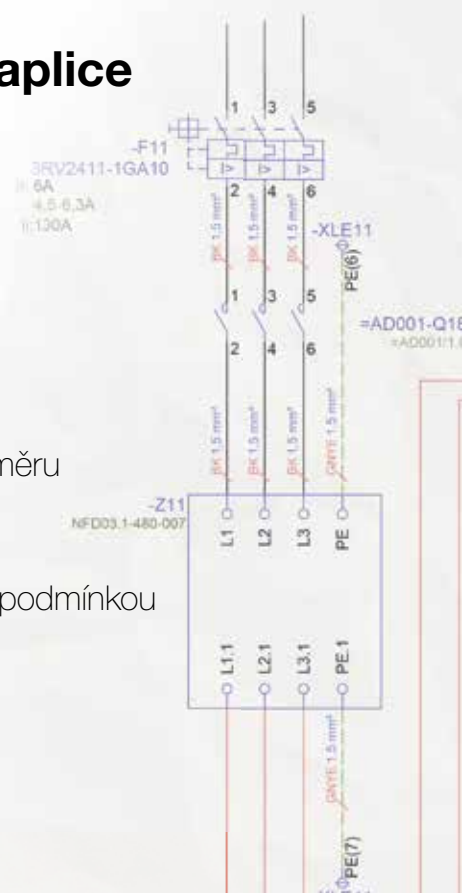 aplice
1 3 5
-F11
3RV2411-1GA10
6A
4,5-6,3A
130A
2 4 6
BK 1,5 mm² BK 1,5 mm² BK 1,5 mm²
-XLE11
PE(6)
1 3 5
=AD001-Q18
2 4 6
BK 1,5 mm² BK 1,5 mm² BK 1,5 mm² GNYE 1,5 mm²
měru
-Z11
NFD03.1-480-007
L1 L2 L3 PE
podmínkou
L1.1 L2.1 L3.1 PE.1
GNYE 1,5 mm²
PE(7)